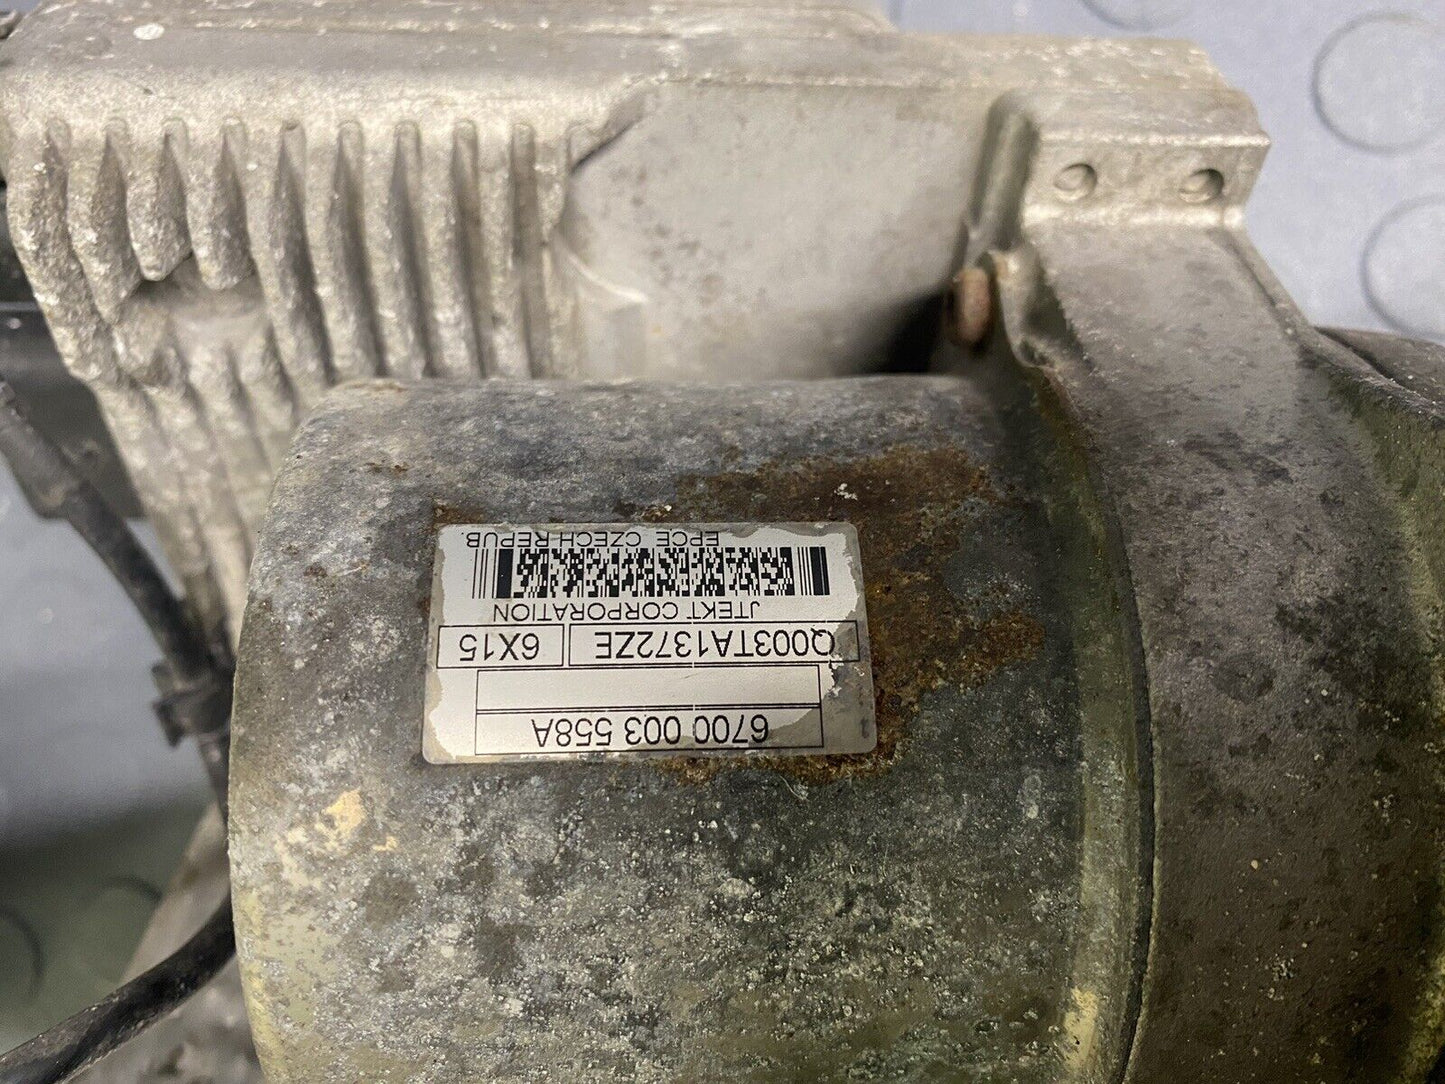 6700 003 558A
Q003TA1372ZE 6X15
JTEKT CORPORATION
EPCE CZECH REPUB.